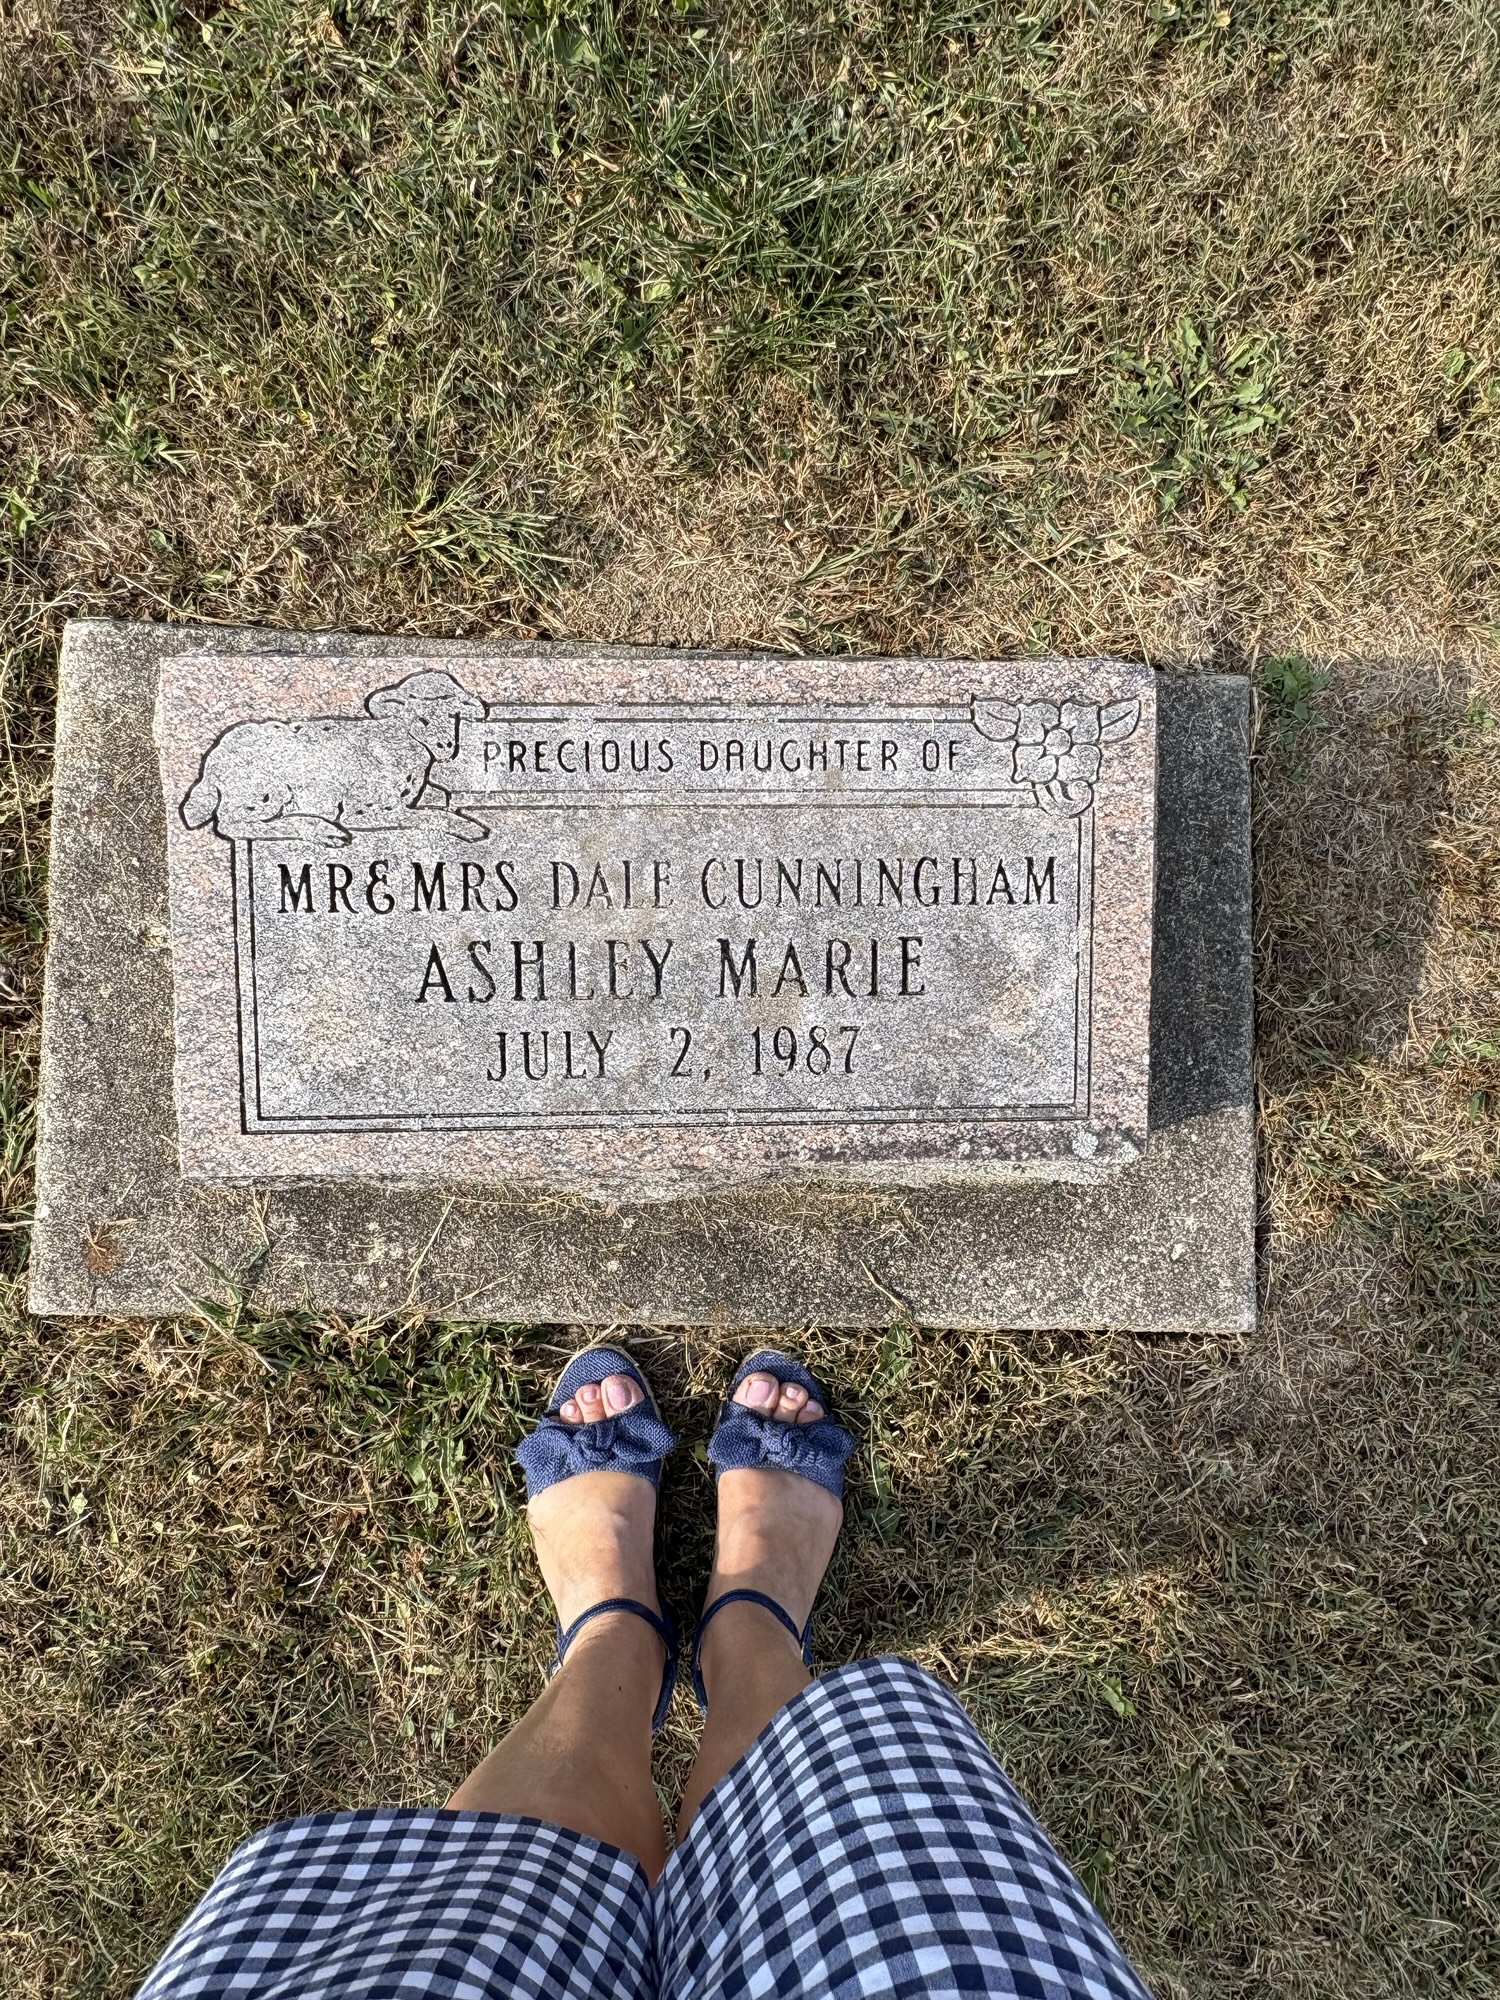 PRECIOUS DAUGHTER OF
MR & MRS DALE CUNNINGHAM
ASHLEY MARIE
JULY 2, 1987